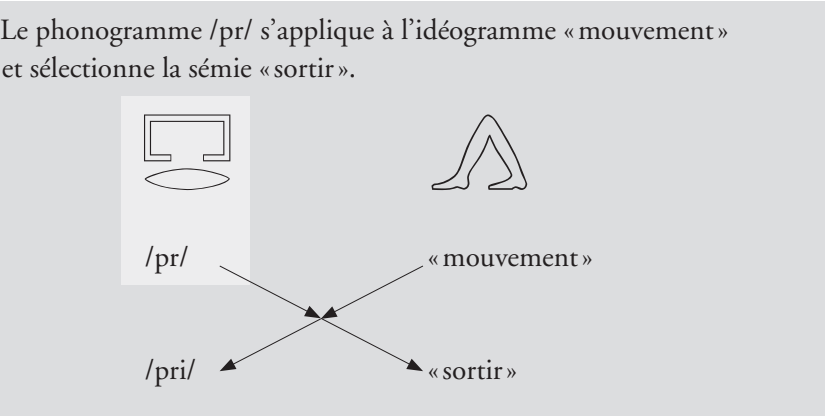 Le phonogramme /pr/ s’applique à l’idéogramme « mouvement »
et sélectionne la sémie « sortir ».
𓉐
𓂋 𓂻
/pr/ « mouvement »
/pri/ « sortir »